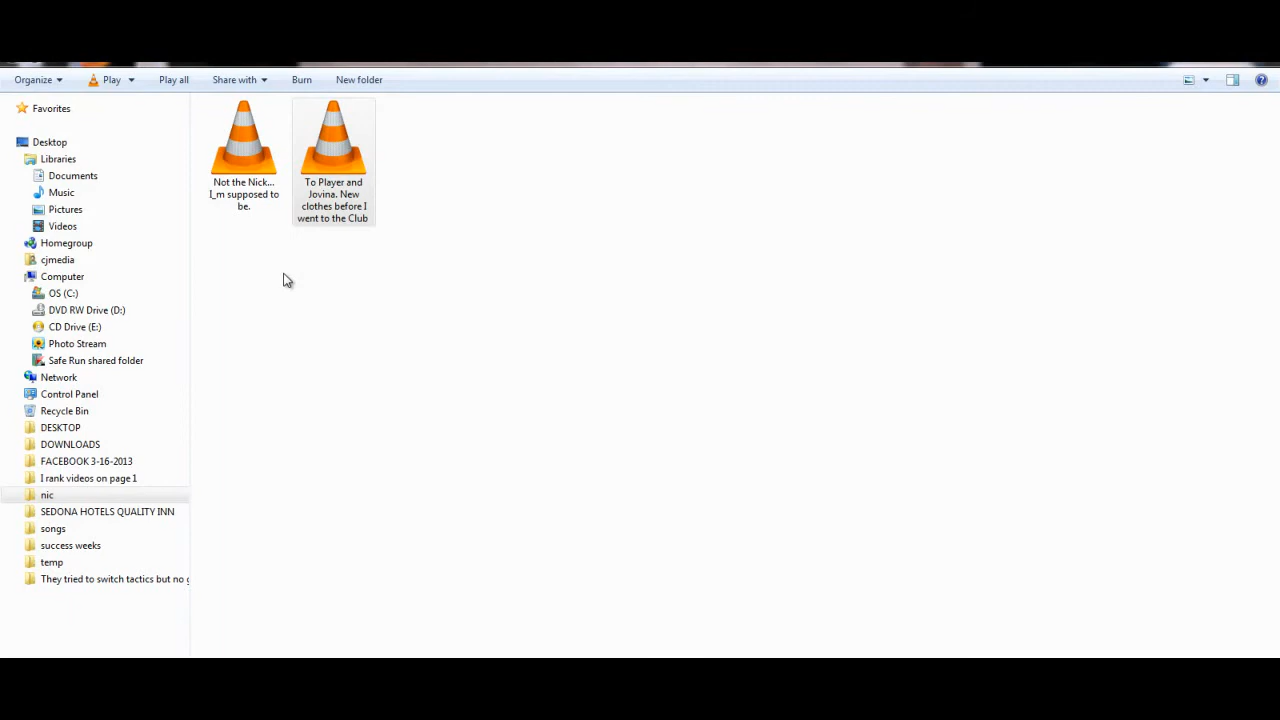 Organize Play Play all Share with Burn New folder
Favorites
Desktop
Libraries
Documents
Music
Pictures
Videos
Homegroup
cjmedia
Computer
OS (C:)
DVD RW Drive (D:)
CD Drive (E:)
Photo Stream
Safe Run shared folder
Network
Control Panel
Recycle Bin
DESKTOP
DOWNLOADS
FACEBOOK 3-16-2013
I rank videos on page 1
nic
SEDONA HOTELS QUALITY INN
songs
success weeks
temp
They tried to switch tactics but no
Not the Nick...
I_m supposed to
be.
To Player and
Jovina. New
clothes before I
went to the Club